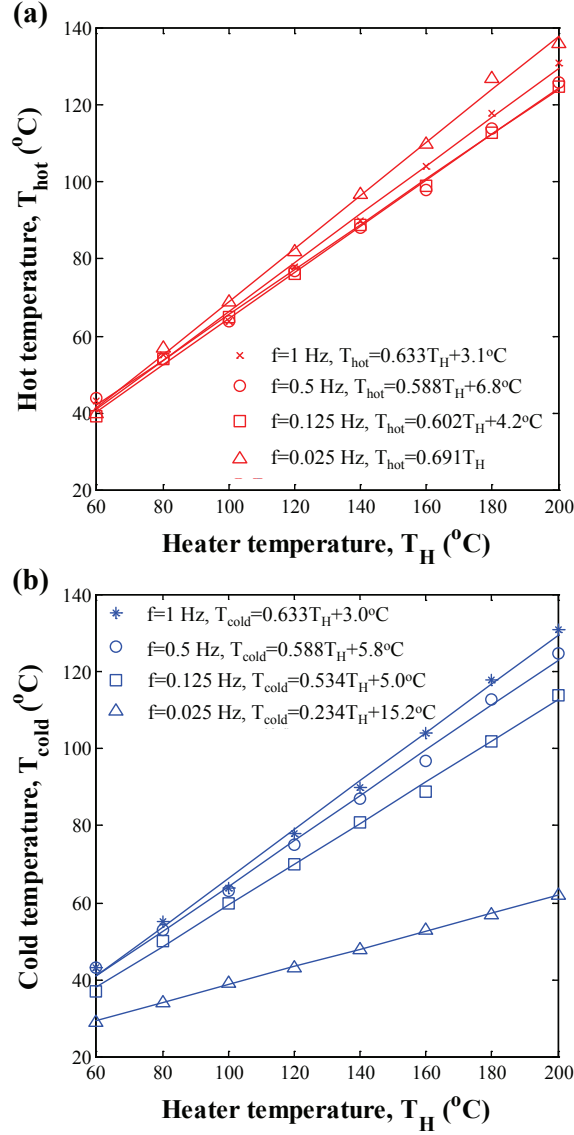 (a)
140
120
100
80
60
40
20
60 80 100 120 140 160 180 200
Hot temperature, T_hot (°C)
f=1 Hz, T_hot=0.633T_H+3.1°C
f=0.5 Hz, T_hot=0.588T_H+6.8°C
f=0.125 Hz, T_hot=0.602T_H+4.2°C
f=0.025 Hz, T_hot=0.691T_H
Heater temperature, T_H (°C)
(b)
140
120
100
80
60
40
20
60 80 100 120 140 160 180 200
Cold temperature, T_cold (°C)
f=1 Hz, T_cold=0.633T_H+3.0°C
f=0.5 Hz, T_cold=0.588T_H+5.8°C
f=0.125 Hz, T_cold=0.534T_H+5.0°C
f=0.025 Hz, T_cold=0.234T_H+15.2°C
Heater temperature, T_H (°C)